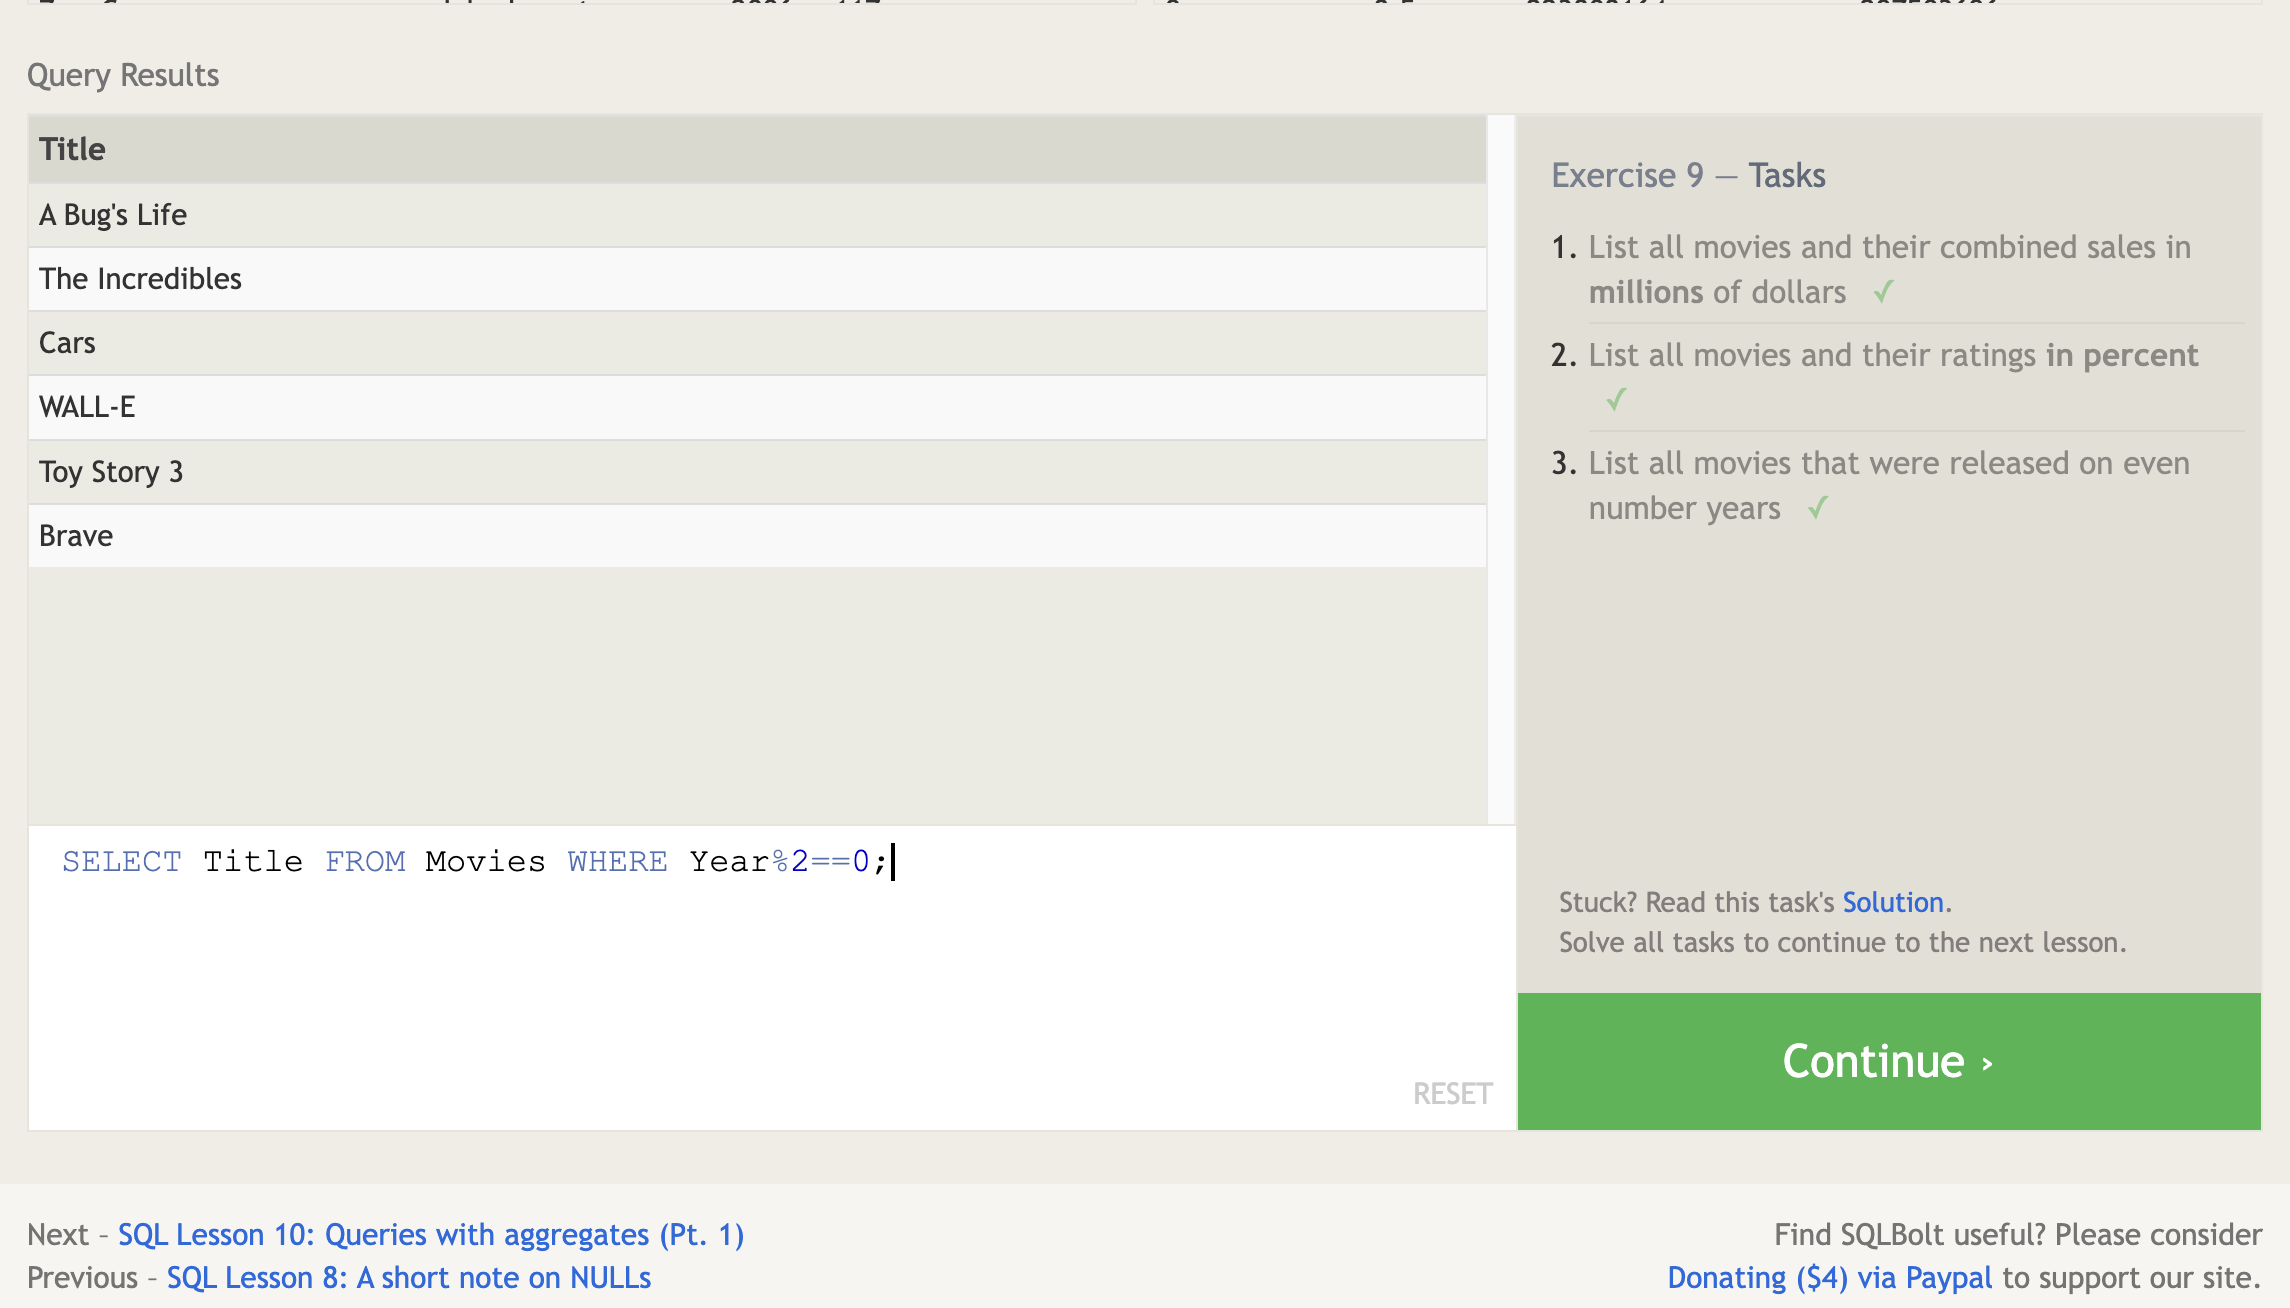 Query Results
Title
A Bug's Life
The Incredibles
Cars
WALL-E
Toy Story 3
Brave
SELECT Title FROM Movies WHERE Year%2==0;
RESET
Exercise 9 — Tasks
1. List all movies and their combined sales in
millions of dollars ✓
2. List all movies and their ratings in percent
✓
3. List all movies that were released on even
number years ✓
Stuck? Read this task's Solution.
Solve all tasks to continue to the next lesson.
Continue ›
Next – SQL Lesson 10: Queries with aggregates (Pt. 1)
Previous – SQL Lesson 8: A short note on NULLs
Find SQLBolt useful? Please consider
Donating ($4) via Paypal to support our site.